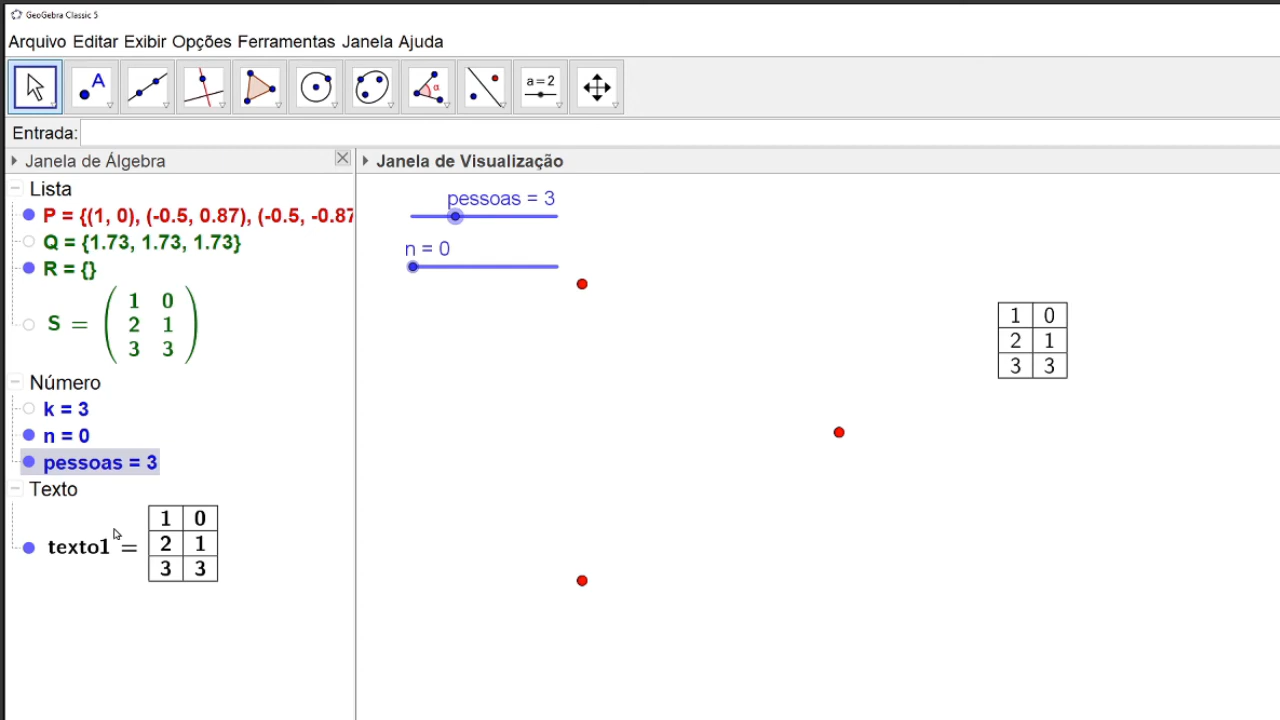 GeoGebra Classic 5
Arquivo Editar Exibir Opções Ferramentas Janela Ajuda
A
α
a=2
Entrada:
Janela de Álgebra
Janela de Visualização
Lista
P = {(1, 0), (-0.5, 0.87), (-0.5, -0.87
Q = {1.73, 1.73, 1.73}
R = {}
S =
1 0
2 1
3 3
Número
k = 3
n = 0
pessoas = 3
Texto
texto1 =
1 0
2 1
3 3
pessoas = 3
n = 0
1 0
2 1
3 3